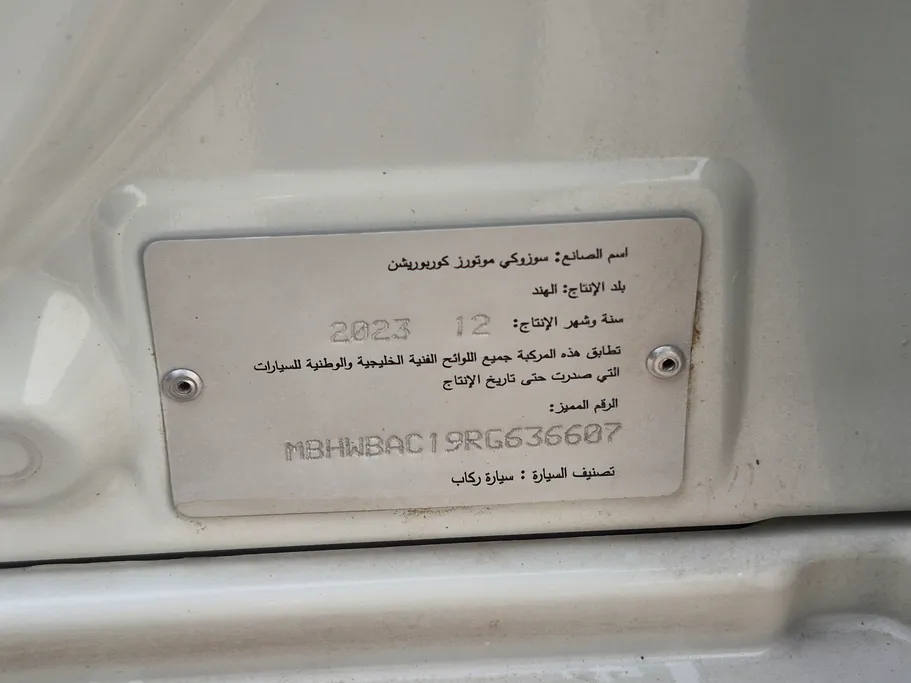 اسم الصانع: سوزوكي موتورز كوربوريشن
بلد الإنتاج: الهند
سنة وشهر الإنتاج: 12 2023
تطابق هذه المركبة جميع اللوائح الفنية الخليجية والوطنية للسيارات
التي صدرت حتى تاريخ الإنتاج
الرقم المميز:
MBHWBAC19RG636607
تصنيف السيارة : سيارة ركاب